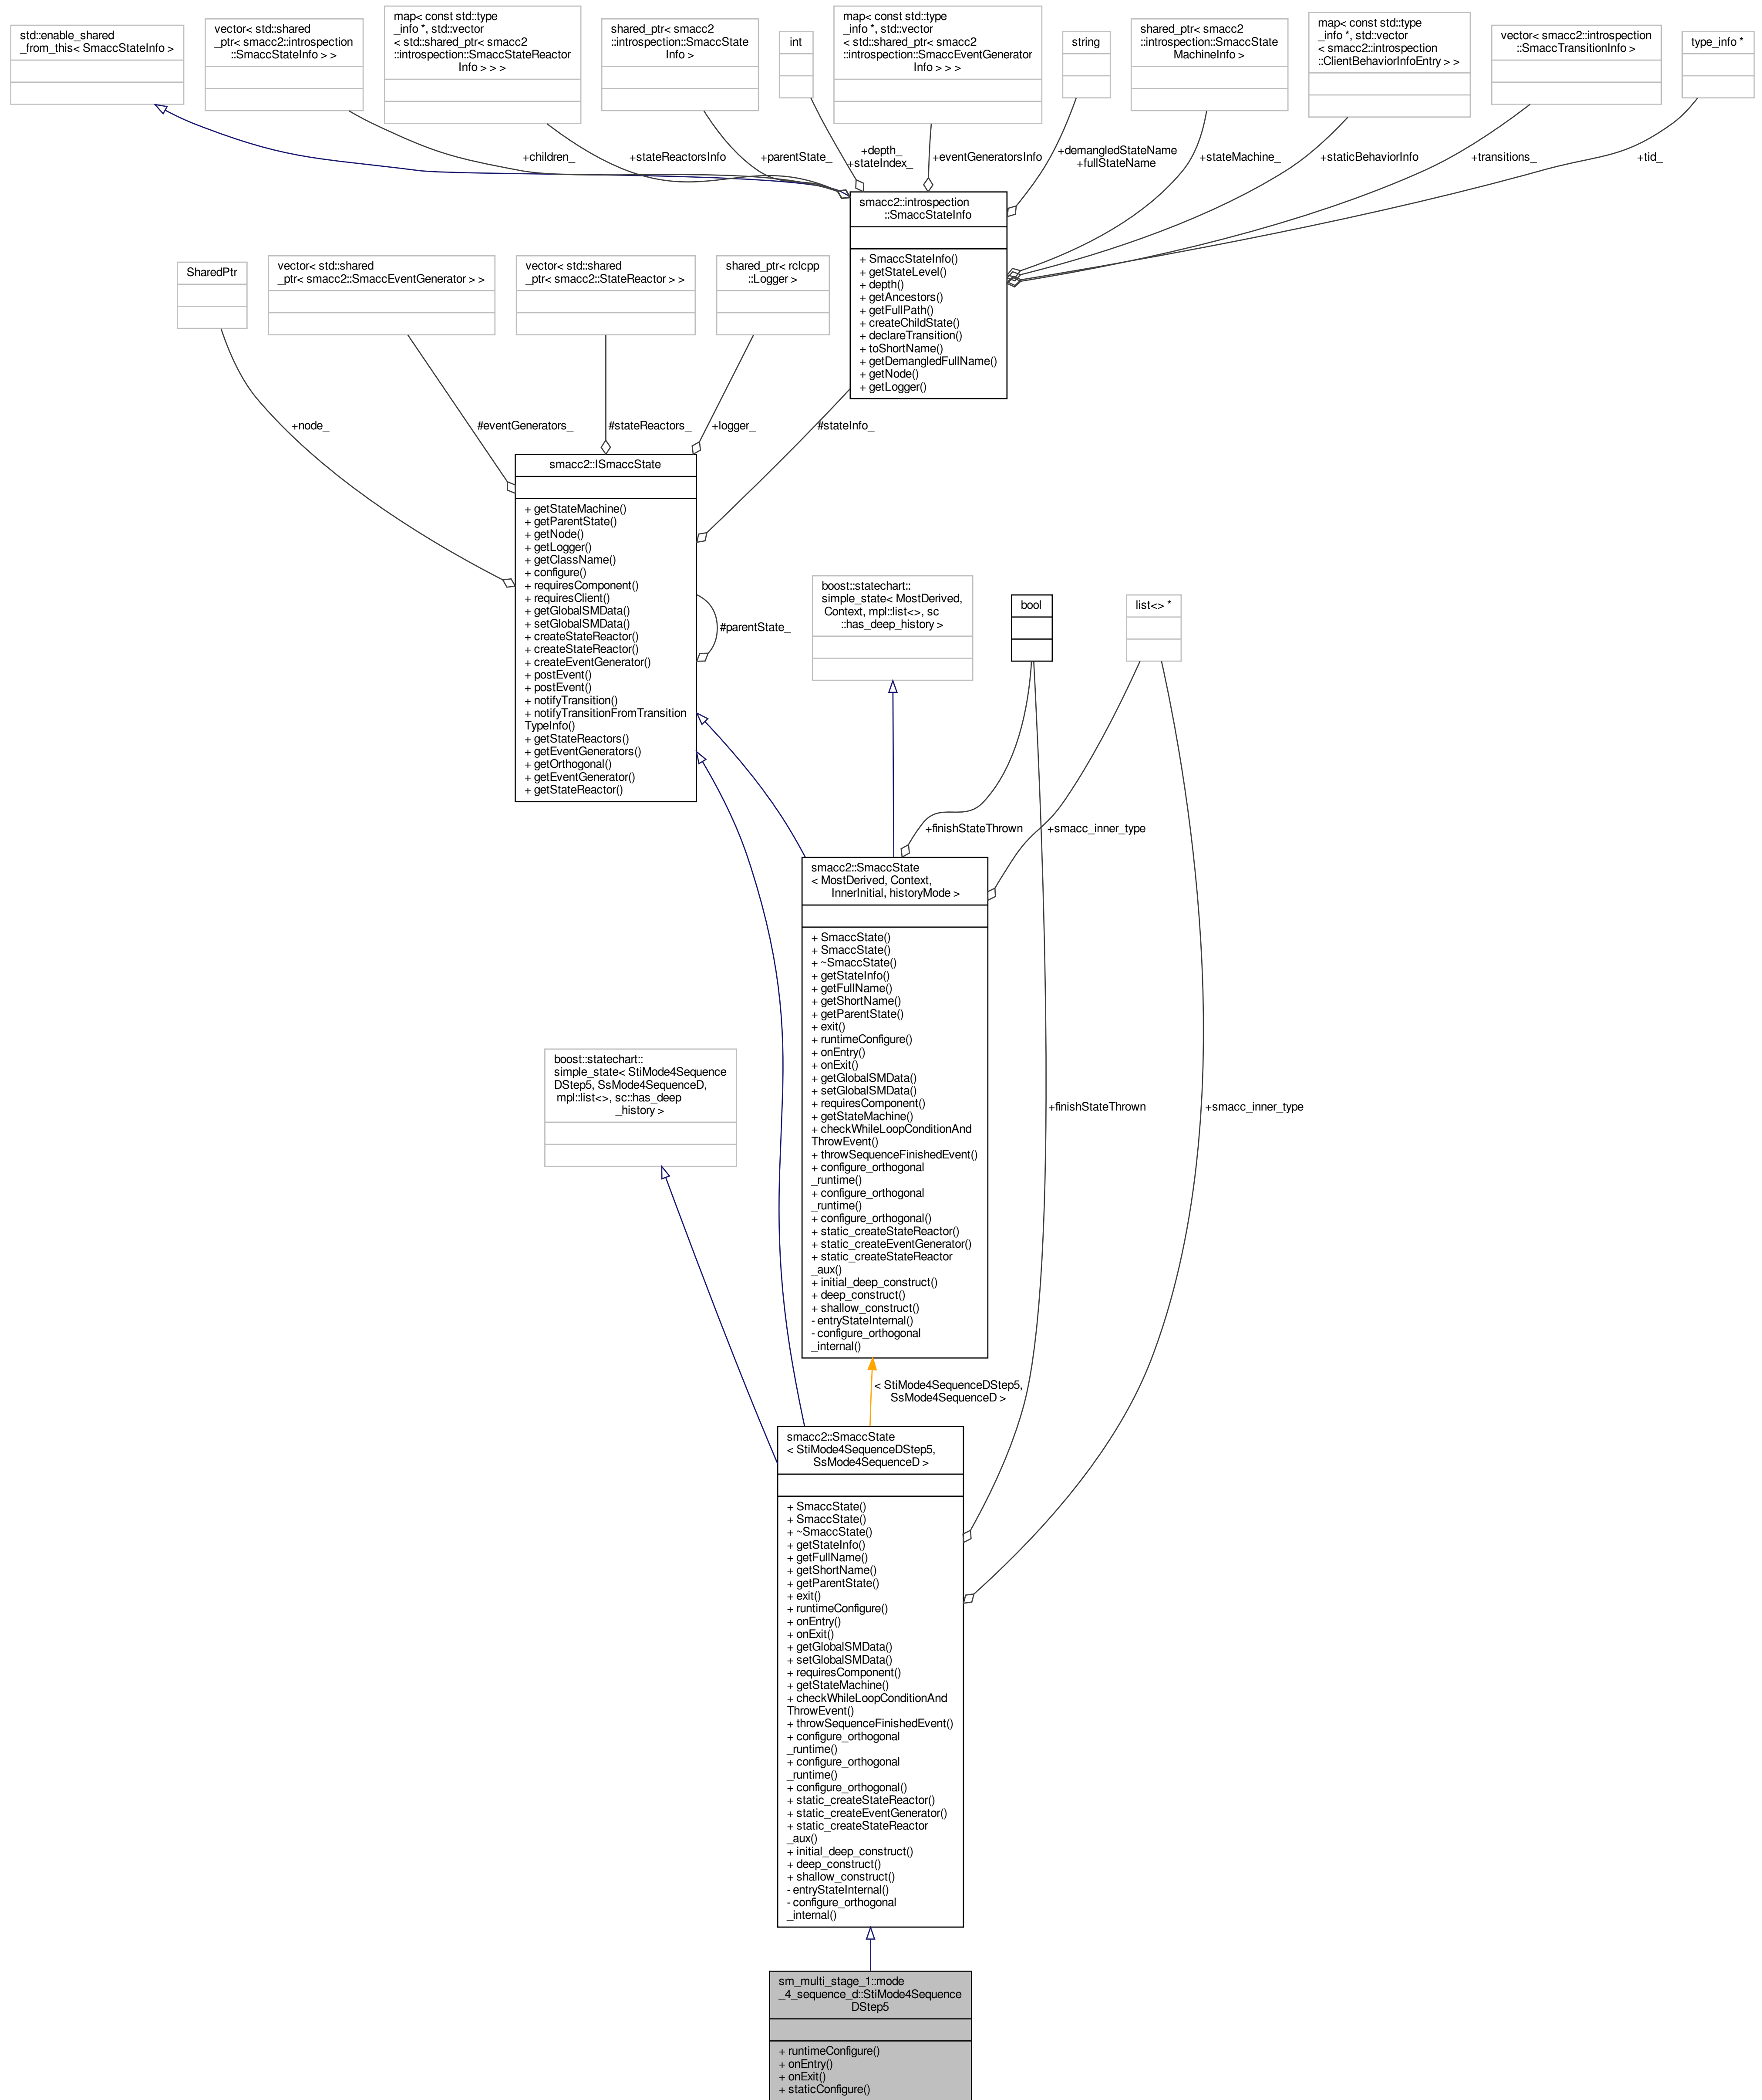 std::enable_shared
_from_this< SmaccStateInfo >
vector< std::shared
_ptr< smacc2::introspection
::SmaccStateInfo > >
map< const std::type
_info *, std::vector
< std::shared_ptr< smacc2
::introspection::SmaccStateReactor
Info > > >
shared_ptr< smacc2
::introspection::SmaccState
Info >
int
map< const std::type
_info *, std::vector
< std::shared_ptr< smacc2
::introspection::SmaccEventGenerator
Info > > >
string
shared_ptr< smacc2
::introspection::SmaccState
MachineInfo >
map< const std::type
_info *, std::vector
< smacc2::introspection
::ClientBehaviorInfoEntry > >
vector< smacc2::introspection
::SmaccTransitionInfo >
type_info *
+children_
+stateReactorsInfo
+parentState_
+depth_
+stateIndex_
+eventGeneratorsInfo
+demangledStateName
+fullStateName
+stateMachine_
+staticBehaviorInfo
+transitions_
+tid_
smacc2::introspection
::SmaccStateInfo
+ SmaccStateInfo()
+ getStateLevel()
+ depth()
+ getAncestors()
+ getFullPath()
+ createChildState()
+ declareTransition()
+ toShortName()
+ getDemangledFullName()
+ getNode()
+ getLogger()
SharedPtr
vector< std::shared
_ptr< smacc2::SmaccEventGenerator > >
vector< std::shared
_ptr< smacc2::StateReactor > >
shared_ptr< rclcpp
::Logger >
+node_
#eventGenerators_
#stateReactors_
+logger_
#stateInfo_
smacc2::ISmaccState
+ getStateMachine()
+ getParentState()
+ getNode()
+ getLogger()
+ getClassName()
+ configure()
+ requiresComponent()
+ requiresClient()
+ getGlobalSMData()
+ setGlobalSMData()
+ createStateReactor()
+ createStateReactor()
+ createEventGenerator()
+ postEvent()
+ postEvent()
+ notifyTransition()
+ notifyTransitionFromTransition
TypeInfo()
+ getStateReactors()
+ getEventGenerators()
+ getOrthogonal()
+ getEventGenerator()
+ getStateReactor()
#parentState_
boost::statechart::
simple_state< MostDerived,
Context, mpl::list<>, sc
::has_deep_history >
bool
list<> *
+finishStateThrown
+smacc_inner_type
smacc2::SmaccState
< MostDerived, Context,
InnerInitial, historyMode >
+ SmaccState()
+ SmaccState()
+ ~SmaccState()
+ getStateInfo()
+ getFullName()
+ getShortName()
+ getParentState()
+ exit()
+ runtimeConfigure()
+ onEntry()
+ onExit()
+ getGlobalSMData()
+ setGlobalSMData()
+ requiresComponent()
+ getStateMachine()
+ checkWhileLoopConditionAnd
ThrowEvent()
+ throwSequenceFinishedEvent()
+ configure_orthogonal
_runtime()
+ configure_orthogonal
_runtime()
+ configure_orthogonal()
+ static_createStateReactor()
+ static_createEventGenerator()
+ static_createStateReactor
_aux()
+ initial_deep_construct()
+ deep_construct()
+ shallow_construct()
- entryStateInternal()
- configure_orthogonal
_internal()
boost::statechart::
simple_state< StiMode4Sequence
DStep5, SsMode4SequenceD,
mpl::list<>, sc::has_deep
_history >
+finishStateThrown
+smacc_inner_type
< StiMode4SequenceDStep5,
SsMode4SequenceD >
smacc2::SmaccState
< StiMode4SequenceDStep5,
SsMode4SequenceD >
+ SmaccState()
+ SmaccState()
+ ~SmaccState()
+ getStateInfo()
+ getFullName()
+ getShortName()
+ getParentState()
+ exit()
+ runtimeConfigure()
+ onEntry()
+ onExit()
+ getGlobalSMData()
+ setGlobalSMData()
+ requiresComponent()
+ getStateMachine()
+ checkWhileLoopConditionAnd
ThrowEvent()
+ throwSequenceFinishedEvent()
+ configure_orthogonal
_runtime()
+ configure_orthogonal
_runtime()
+ configure_orthogonal()
+ static_createStateReactor()
+ static_createEventGenerator()
+ static_createStateReactor
_aux()
+ initial_deep_construct()
+ deep_construct()
+ shallow_construct()
- entryStateInternal()
- configure_orthogonal
_internal()
sm_multi_stage_1::mode
_4_sequence_d::StiMode4Sequence
DStep5
+ runtimeConfigure()
+ onEntry()
+ onExit()
+ staticConfigure()